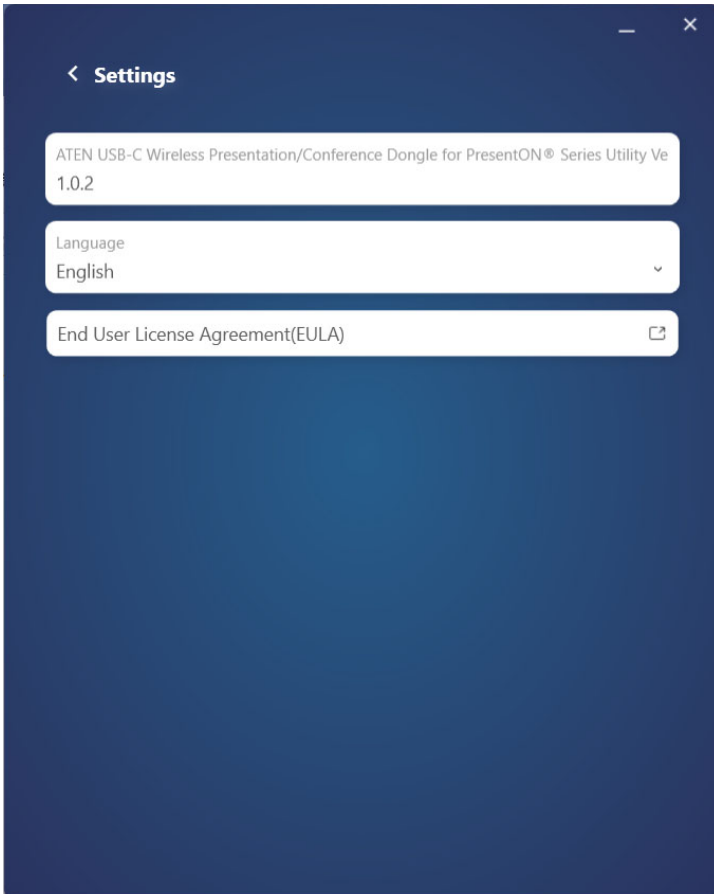 Settings
ATEN USB-C Wireless Presentation/Conference Dongle for PresentON® Series Utility Ve
1.0.2
Language
English
End User License Agreement(EULA)